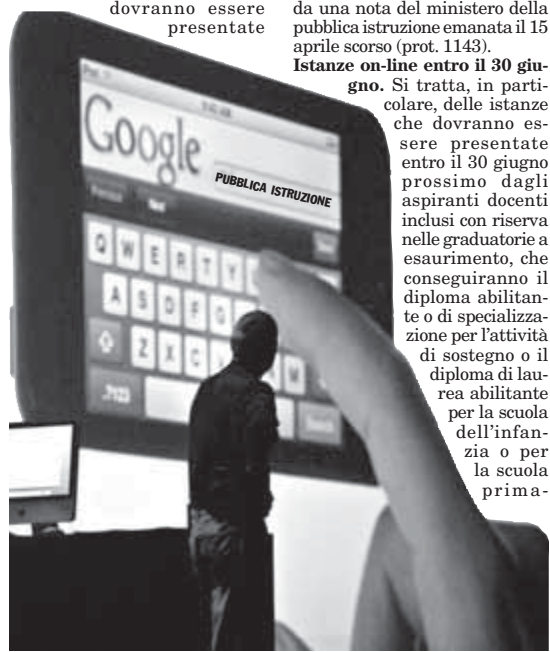 dovranno essere
presentate
da una nota del ministero della
pubblica istruzione emanata il 15
aprile scorso (prot. 1143).
Istanze on-line entro il 30 giu-
gno. Si tratta, in parti-
colare, delle istanze
che dovranno es-
sere presentate
entro il 30 giugno
prossimo dagli
aspiranti docenti
inclusi con riserva
nelle graduatorie a
esaurimento, che
conseguiranno il
diploma abilitan-
te o di specializza-
zione per l'attività
di sostegno o il
diploma di lau-
rea abilitante
per la scuola
dell'infan-
zia o per
la scuola
prima-
Google
PUBBLICA ISTRUZIONE
Q W E R T Y
A S D F G
Z X C M
.?123